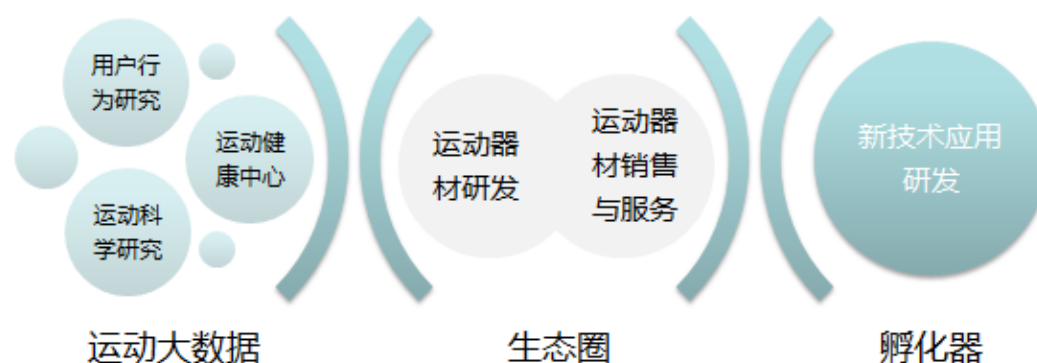 用户行
为研究
运动健
康中心
运动科
学研究
运动大数据
运动器
材研发
运动器
材销售
与服务
生态圈
新技术应用
研发
孵化器